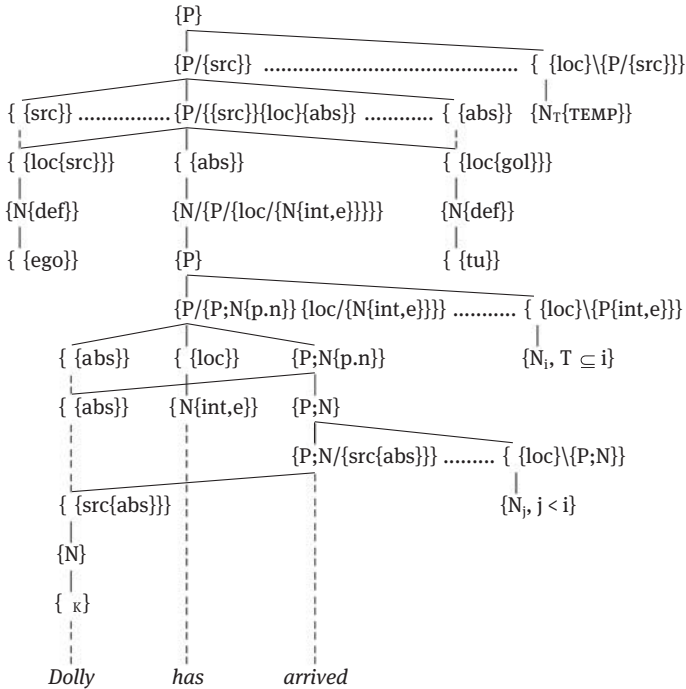 {P}
{P/{src}} ............................................. { {loc}\{P/{src}}}
{ {src}} ................ {P/{{src}{loc}{abs}} ............ { {abs}} {N_T{TEMP}}
{ {loc{src}}} { {abs}} { {loc{gol}}}
{N{def}} {N/{P/{loc/{N{int,e}}}}} {N{def}}
{ {ego}} {P} { {tu}}
{P/{P;N{p.n}} {loc/{N{int,e}}}} ........... { {loc}\{P{int,e}}}
{ {abs}} { {loc}} {P;N{p.n}} {N_i, T ⊆ i}
{ {abs}} {N{int,e}} {P;N}
{P;N/{src{abs}}} ......... { {loc}\{P;N}}
{ {src{abs}}} {N_j, j < i}
{N}
{ _K}
Dolly has arrived